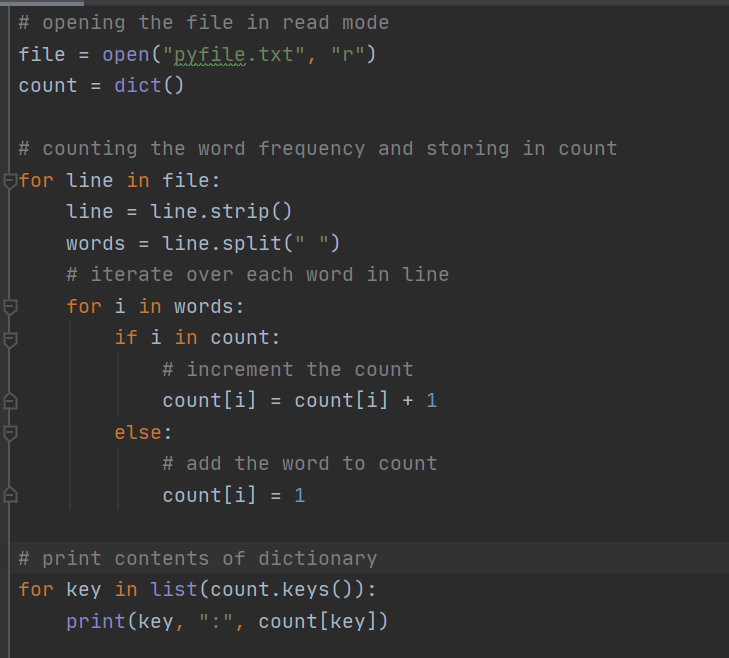 # opening the file in read mode
file = open("pyfile.txt", "r")
count = dict()

# counting the word frequency and storing in count
for line in file:
    line = line.strip()
    words = line.split(" ")
    # iterate over each word in line
    for i in words:
        if i in count:
            # increment the count
            count[i] = count[i] + 1
        else:
            # add the word to count
            count[i] = 1

# print contents of dictionary
for key in list(count.keys()):
    print(key, ":", count[key])